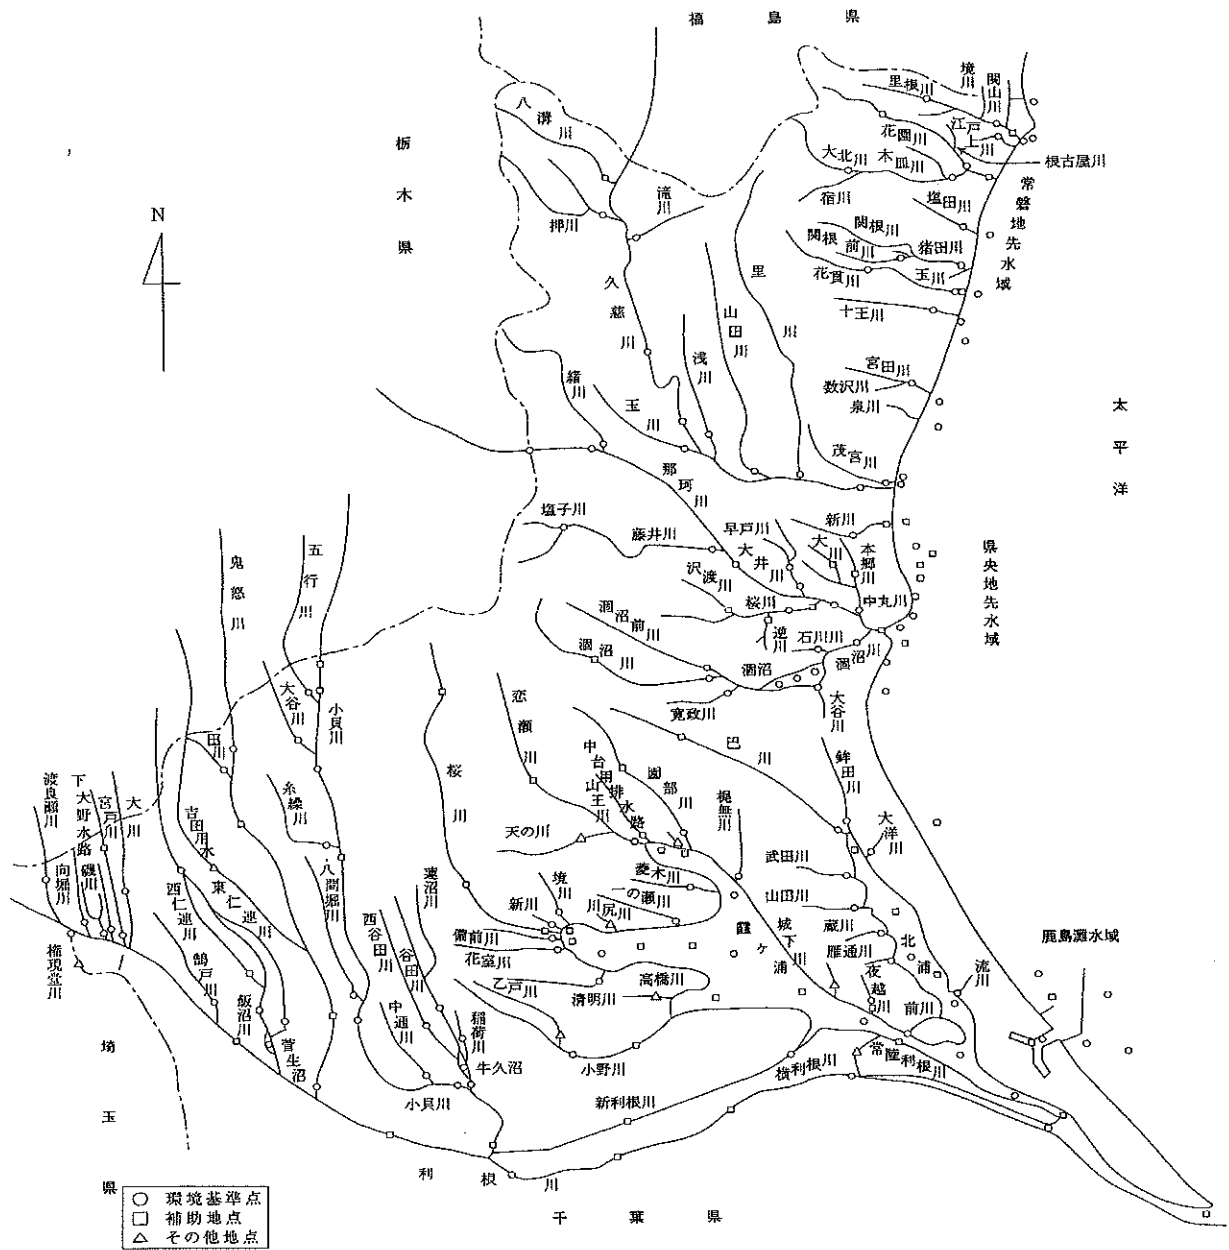 福島県
栃木県
N
八溝川
押川
滝川
久慈川
里川
山田川
浅川
玉川
緒川
那珂川
里根川
境川
関山川
江戸上川
花園川
木皿川
大北川
根古屋川
宿川
塩田川
常磐地先水域
関根川
関根前川
猪田川
玉川
花貫川
十王川
宮田川
数沢川
泉川
茂宮川
太平洋
塩子川
藤井川
早戸川
新川
大井川
大川
本郷川
県央地先水域
沢渡川
桜川
中丸川
逆川
石川川
涸沼前川
涸沼川
涸沼
涸沼川
大谷川
寛政川
鬼怒川
五行川
大谷川
小貝川
田川
糸繰川
桜川
恋瀬川
中台用排水路
山王川
園部川
巴川
鉾田川
大洋川
梶無川
天の川
菱木川
一の瀬川
川尻川
境川
新川
備前川
花室川
乙戸川
清明川
高橋川
霞ヶ浦
城下川
武田川
山田川
蔵川
雁通川
北浦
夜越川
前川
流川
鹿島灘水域
渡良瀬川
下大野水路
宮戸川
大川
向堀川
磯川
吉田用水
東仁連川
西仁連川
鵠戸川
飯沼川
菅生沼
八間堀川
蓮沼川
西谷田川
谷田川
中通川
稲荷川
牛久沼
小野川
小貝川
新利根川
横利根川
常陸利根川
権現堂川
埼玉県
利根川
千葉県
○ 環境基準点
□ 補助地点
△ その他地点